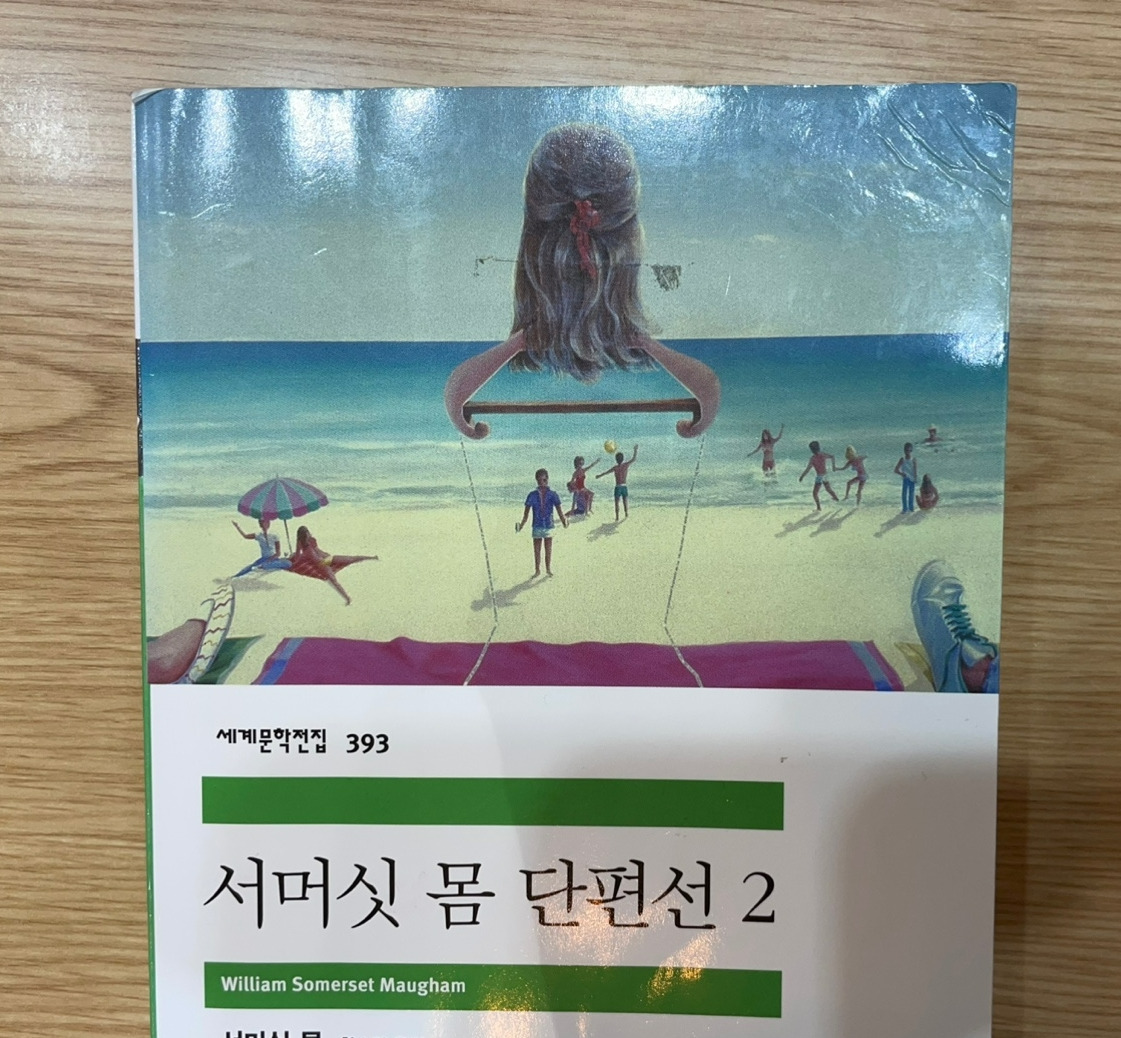 세계문학전집 393
서머싯 몸 단편선 2
William Somerset Maugham